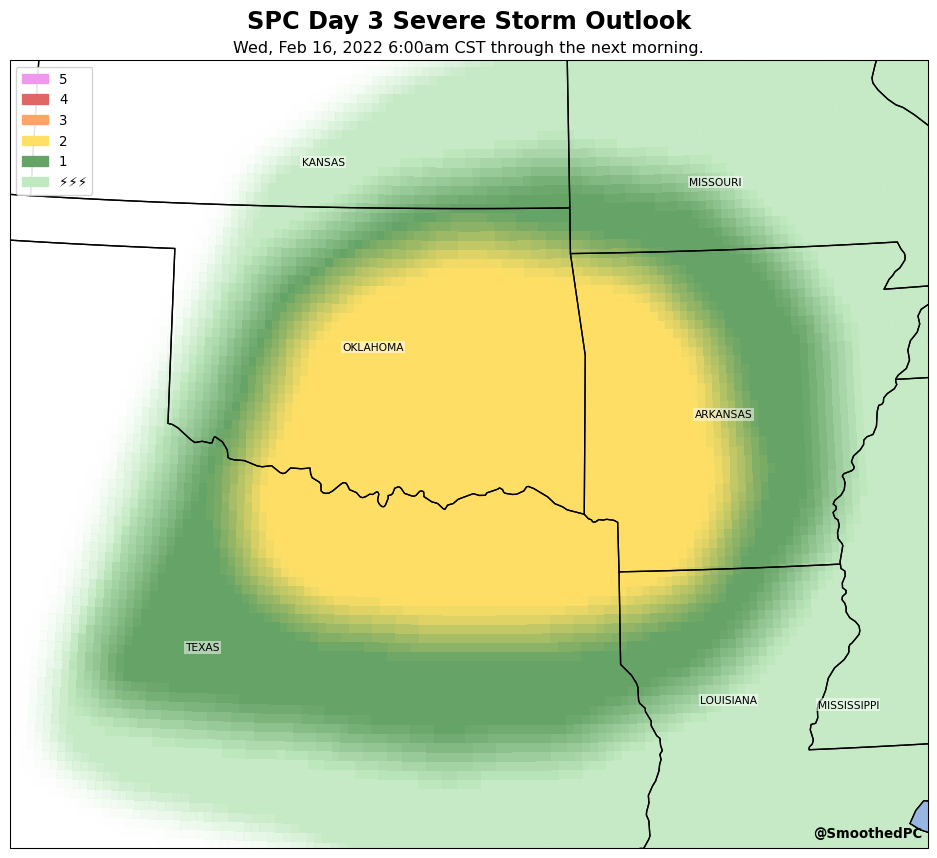 SPC Day 3 Severe Storm Outlook
Wed, Feb 16, 2022 6:00am CST through the next morning.
5
4
3
2
1
⚡⚡⚡
KANSAS
MISSOURI
OKLAHOMA
ARKANSAS
TEXAS
LOUISIANA
MISSISSIPPI
@SmoothedPC